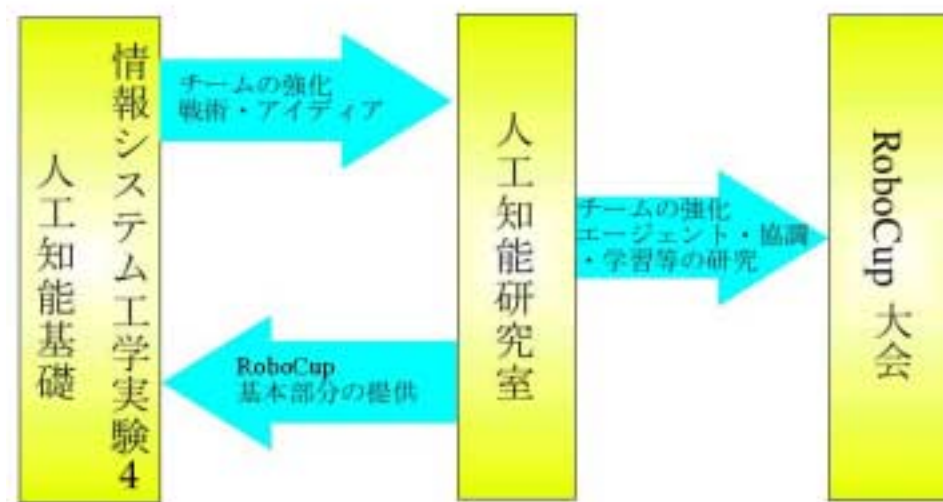 情報システム工学実験4
人工知能基礎
チームの強化
戦術・アイディア
RoboCup
基本部分の提供
人工知能研究室
チームの強化
エージェント・協調
・学習等の研究
RoboCup 大会